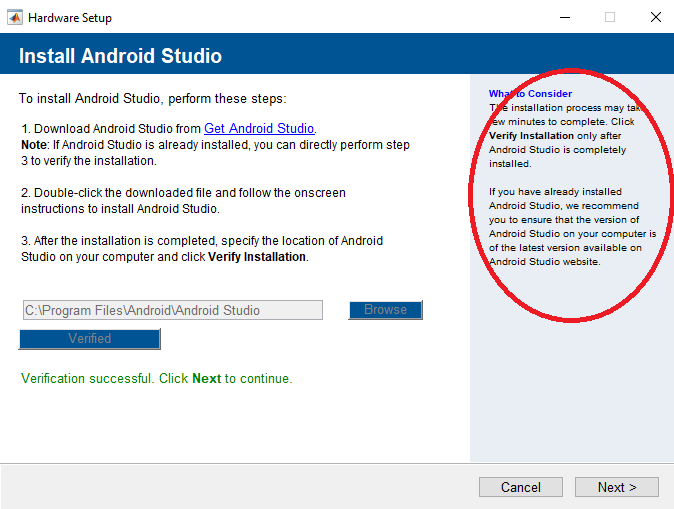 Hardware Setup
Install Android Studio
To install Android Studio, perform these steps:
1. Download Android Studio from Get Android Studio.
Note: If Android Studio is already installed, you can directly perform step
3 to verify the installation.
2. Double-click the downloaded file and follow the onscreen
instructions to install Android Studio.
3. After the installation is completed, specify the location of Android
Studio on your computer and click Verify Installation.
C:\Program Files\Android\Android Studio
Browse
Verified
Verification successful. Click Next to continue.
What to Consider
The installation process may take
few minutes to complete. Click
Verify Installation only after
Android Studio is completely
installed.
If you have already installed
Android Studio, we recommend
you to ensure that the version of
Android Studio on your computer is
of the latest version available on
Android Studio website.
Cancel
Next >